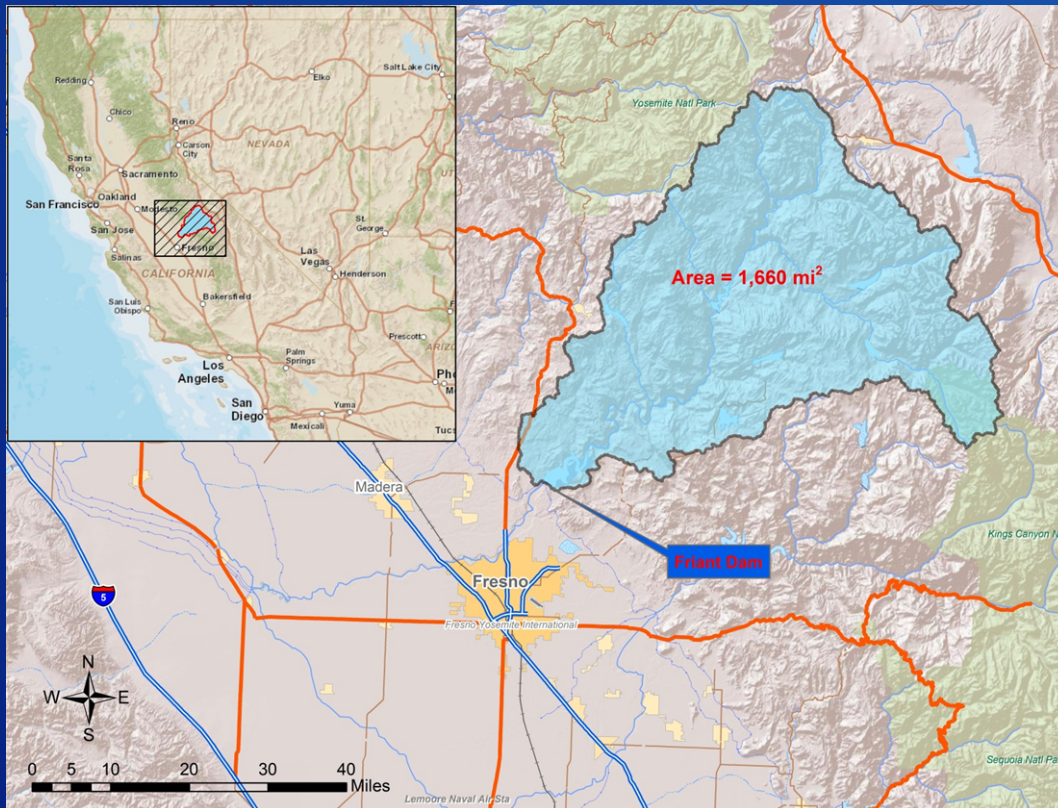 Salt Lake City
Elko
Redding
Chico
Reno
Carson
City
NEVADA
Santa
Rosa
Sacramento
Oakland
San Francisco
Modesto
San Jose
Salinas
Fresno
CALIFORNIA
St.
George
Las
Vegas
Henderson
San Luis
Obispo
Bakersfield
Prescott
ARIZO
Palm
Springs
Los
Angeles
Pho
San
Diego
Yuma
Mexicali
Tucs
Yosemite Natl Park
Area = 1,660 mi²
Madera
Kings Canyon N
Friant Dam
Fresno
Fresno Yosemite International
5
N
W
E
S
Sequoia Natl Pa
0 5 10 20 30 40
Miles
Lemoore Naval Air Sta